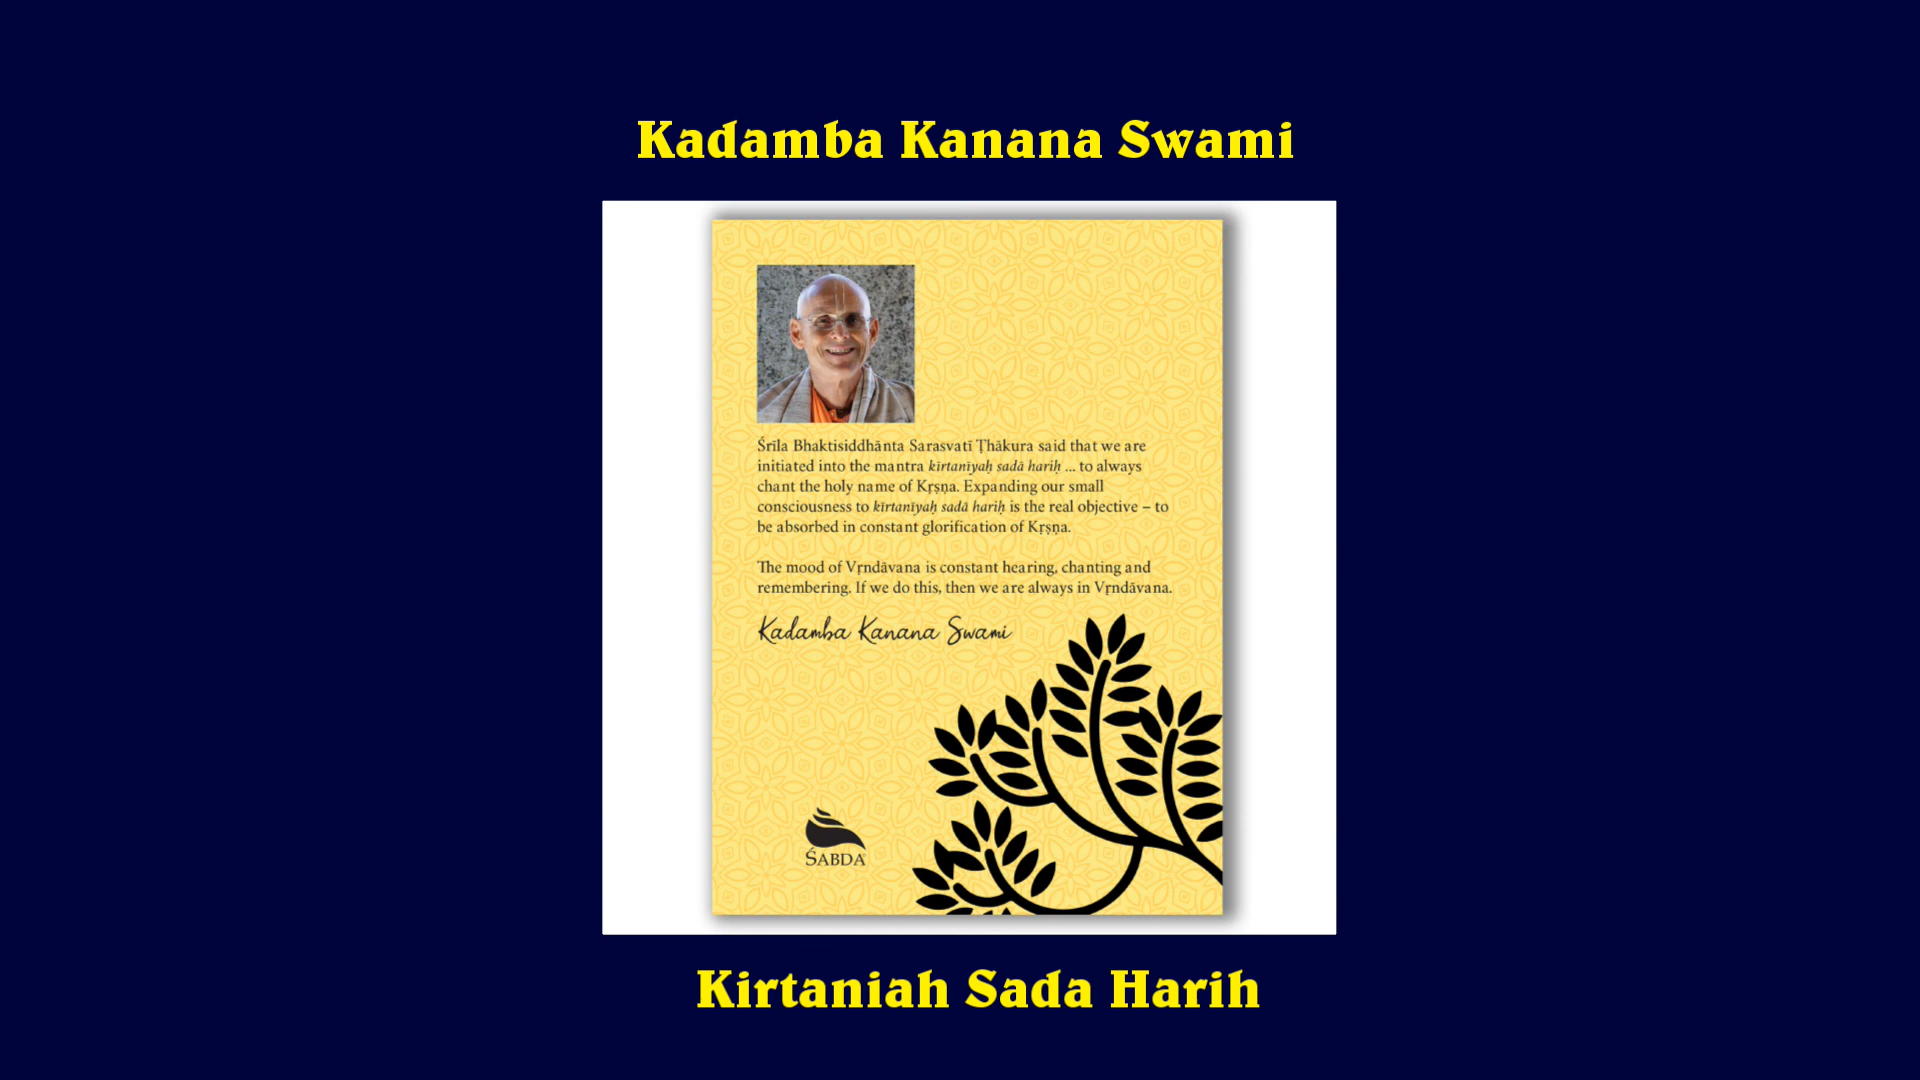 Kadamba Kanana Swami
Śrīla Bhaktisiddhānta Sarasvatī Ṭhākura said that we are
initiated into the mantra kīrtanīyaḥ sadā hariḥ ... to always
chant the holy name of Kṛṣṇa. Expanding our small
consciousness to kīrtanīyaḥ sadā hariḥ is the real objective – to
be absorbed in constant glorification of Kṛṣṇa.
The mood of Vṛndāvana is constant hearing, chanting and
remembering. If we do this, then we are always in Vṛndāvana.
Kadamba Kanana Swami
ŚABDA
Kirtaniah Sada Harih